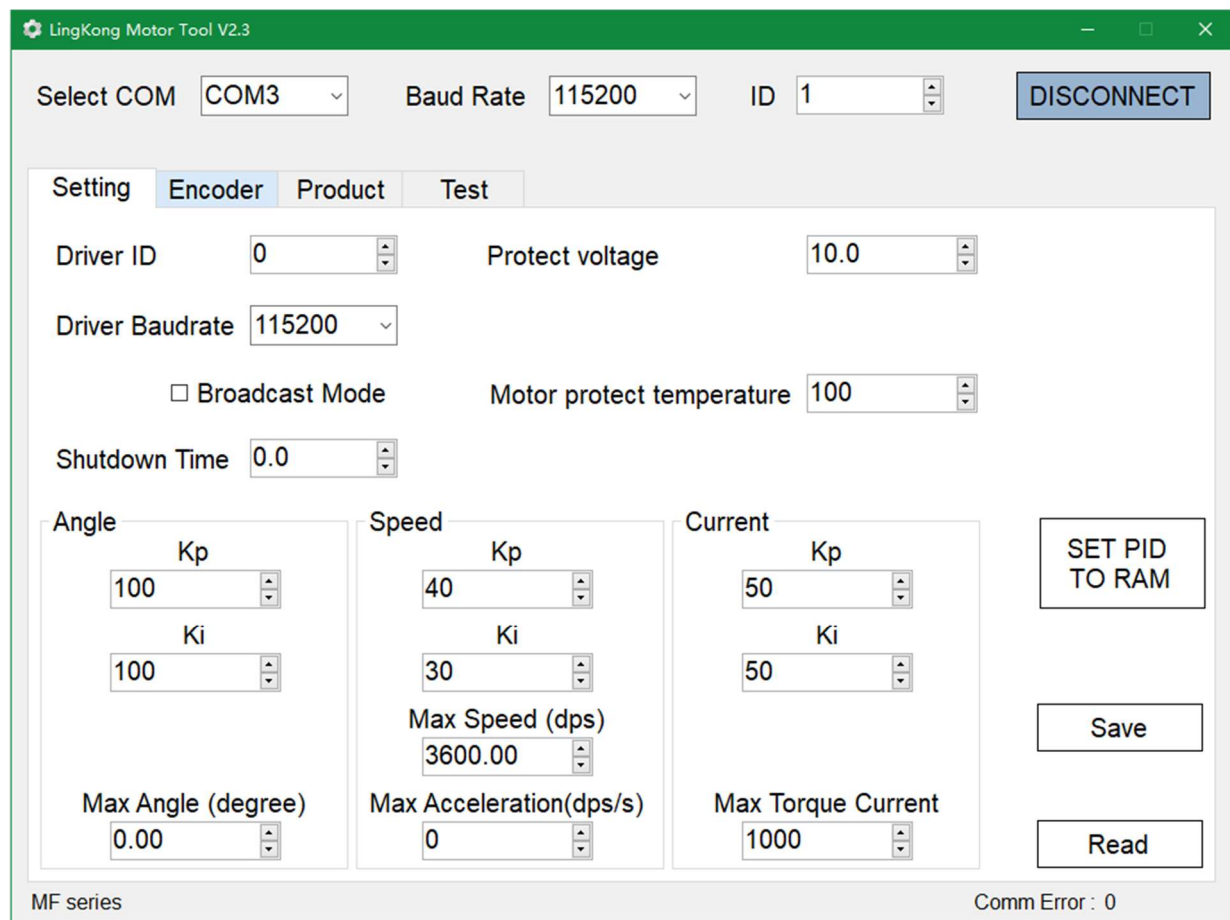 LingKong Motor Tool V2.3
Select COM COM3 Baud Rate 115200 ID 1 DISCONNECT
Setting Encoder Product Test
Driver ID 0 Protect voltage 10.0
Driver Baudrate 115200
Broadcast Mode Motor protect temperature 100
Shutdown Time 0.0
Angle Speed Current
Kp Kp Kp SET PID
100 40 50 TO RAM
Ki Ki Ki
100 30 50
Max Speed (dps)
3600.00 Save
Max Angle (degree) Max Acceleration(dps/s) Max Torque Current
0.00 0 1000 Read
MF series Comm Error : 0